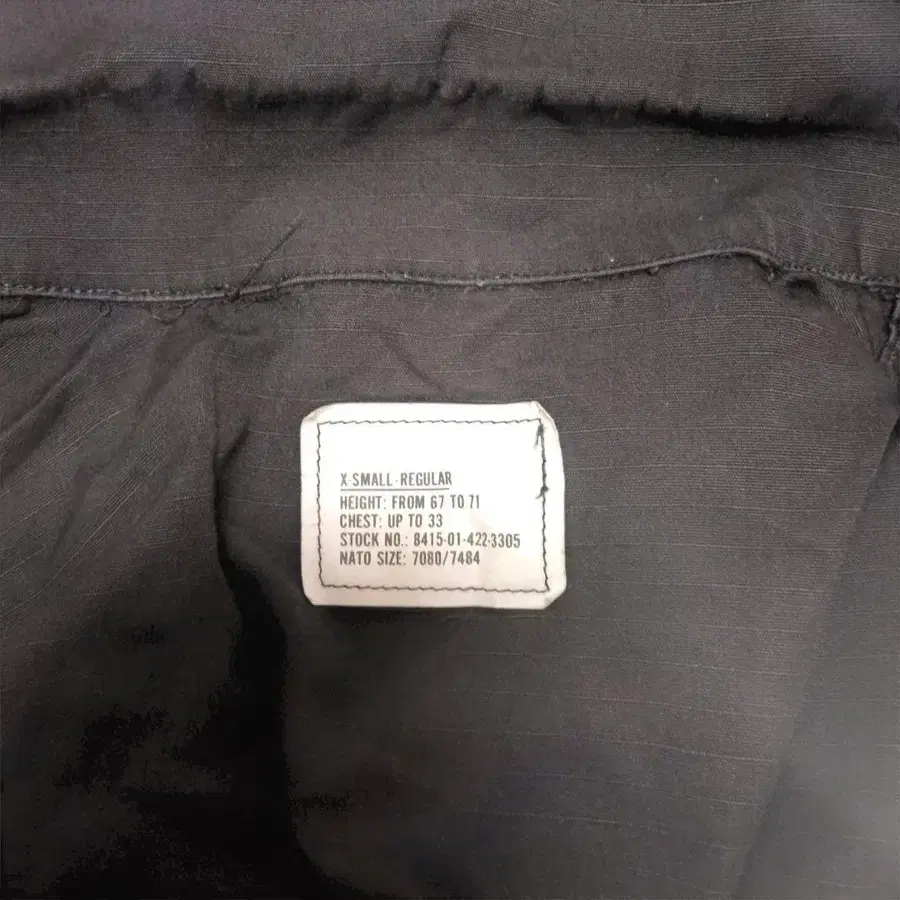 X-SMALL-REGULAR
HEIGHT: FROM 67 TO 71
CHEST: UP TO 33
STOCK NO.: 8415-01-422-3305
NATO SIZE: 7080/7484